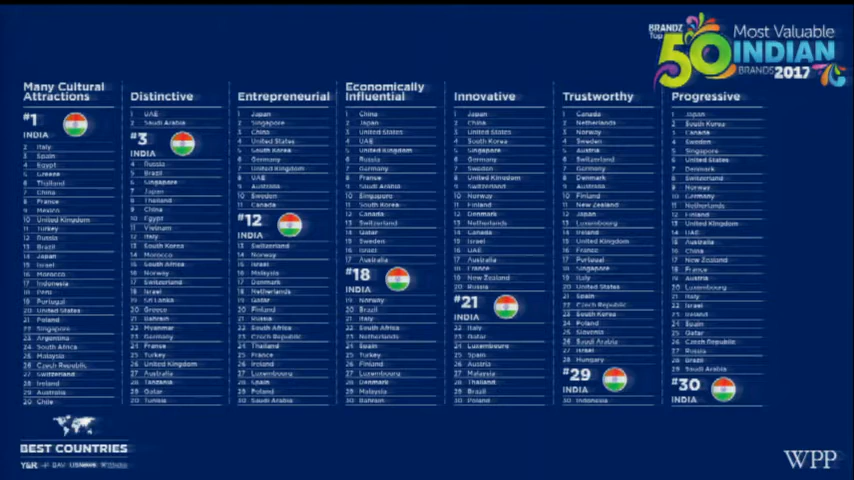 BRANDZ
Top
50
Most Valuable
INDIAN
BRANDS 2017
Many Cultural
Attractions
#1
INDIA
2 Italy
3 Spain
4 Egypt
5 Greece
6 Thailand
7 China
8 France
9 Mexico
10 United Kingdom
11 Turkey
12 Russia
13 Brazil
14 Japan
15 Israel
16 Morocco
17 Indonesia
18 Peru
19 Portugal
20 United States
21 Poland
22 Singapore
23 Argentina
24 South Africa
25 Malaysia
26 Czech Republic
27 Switzerland
28 Ireland
29 Australia
Chile
Distinctive
1 UAE
2 Saudi Arabia
#3
INDIA
4 Russia
5 Brazil
6 Singapore
7 Japan
8 Thailand
9 China
10 Egypt
11 Vietnam
12 Italy
13 South Korea
14 Morocco
15 South Africa
16 Norway
17 Switzerland
18 Israel
19 Sri Lanka
20 Greece
21 Bahrain
22 Myanmar
23 Germany
24 France
25 Turkey
26 United Kingdom
27 Australia
28 Tanzania
29 Qatar
30 Tunisia
Entrepreneurial
1 Japan
2 Singapore
3 China
4 United States
5 South Korea
6 Germany
7 United Kingdom
8 UAE
9 Australia
10 Sweden
11 Canada
#12
INDIA
13 Switzerland
14 Norway
15 Israel
16 Malaysia
17 Denmark
18 Netherlands
19 Qatar
20 Finland
21 Russia
22 South Africa
23 Czech Republic
24 Thailand
25 France
26 Ireland
27 Luxembourg
28 Spain
29 Poland
30 Saudi Arabia
Economically
Influential
1 China
2 Japan
3 United States
4 UAE
5 United Kingdom
6 Russia
7 Germany
8 France
9 Saudi Arabia
10 Singapore
11 South Korea
12 Canada
13 Switzerland
14 Qatar
15 Sweden
16 Israel
17 Australia
#18
INDIA
19 Norway
20 Brazil
21 Italy
22 South Africa
23 Netherlands
24 Spain
25 Turkey
26 Finland
27 Luxembourg
28 Denmark
29 Malaysia
30 Bahrain
Innovative
1 Japan
2 China
3 United States
4 South Korea
5 Singapore
6 Germany
7 Sweden
8 United Kingdom
9 Switzerland
10 Norway
11 Finland
12 Denmark
13 Netherlands
14 Canada
15 Israel
16 UAE
17 Australia
18 France
19 New Zealand
20 Russia
#21
INDIA
22 Italy
23 Qatar
24 Luxembourg
25 Spain
26 Austria
27 Malaysia
28 Thailand
29 Brazil
30 Poland
Trustworthy
1 Canada
2 Netherlands
3 Norway
4 Sweden
5 Austria
6 Switzerland
7 Germany
8 Denmark
9 Australia
10 Finland
11 New Zealand
12 Japan
13 Luxembourg
14 Ireland
15 United Kingdom
16 France
17 Portugal
18 Singapore
19 Italy
20 United States
21 Spain
22 Czech Republic
23 South Korea
24 Poland
25 Slovenia
26 Saudi Arabia
27 Israel
28 Hungary
#29
INDIA
30 Indonesia
Progressive
1 Japan
2 South Korea
3 Canada
4 Sweden
5 Singapore
6 United States
7 Denmark
8 Switzerland
9 Norway
10 Germany
11 Netherlands
12 Finland
13 United Kingdom
14 UAE
15 Australia
16 China
17 New Zealand
18 France
19 Austria
20 Luxembourg
21 Italy
22 Israel
23 Ireland
24 Spain
25 Qatar
26 Czech Republic
27 Russia
28 Brazil
29 Saudi Arabia
#30
INDIA
BEST COUNTRIES
Y&R BAV USNEWS
WPP